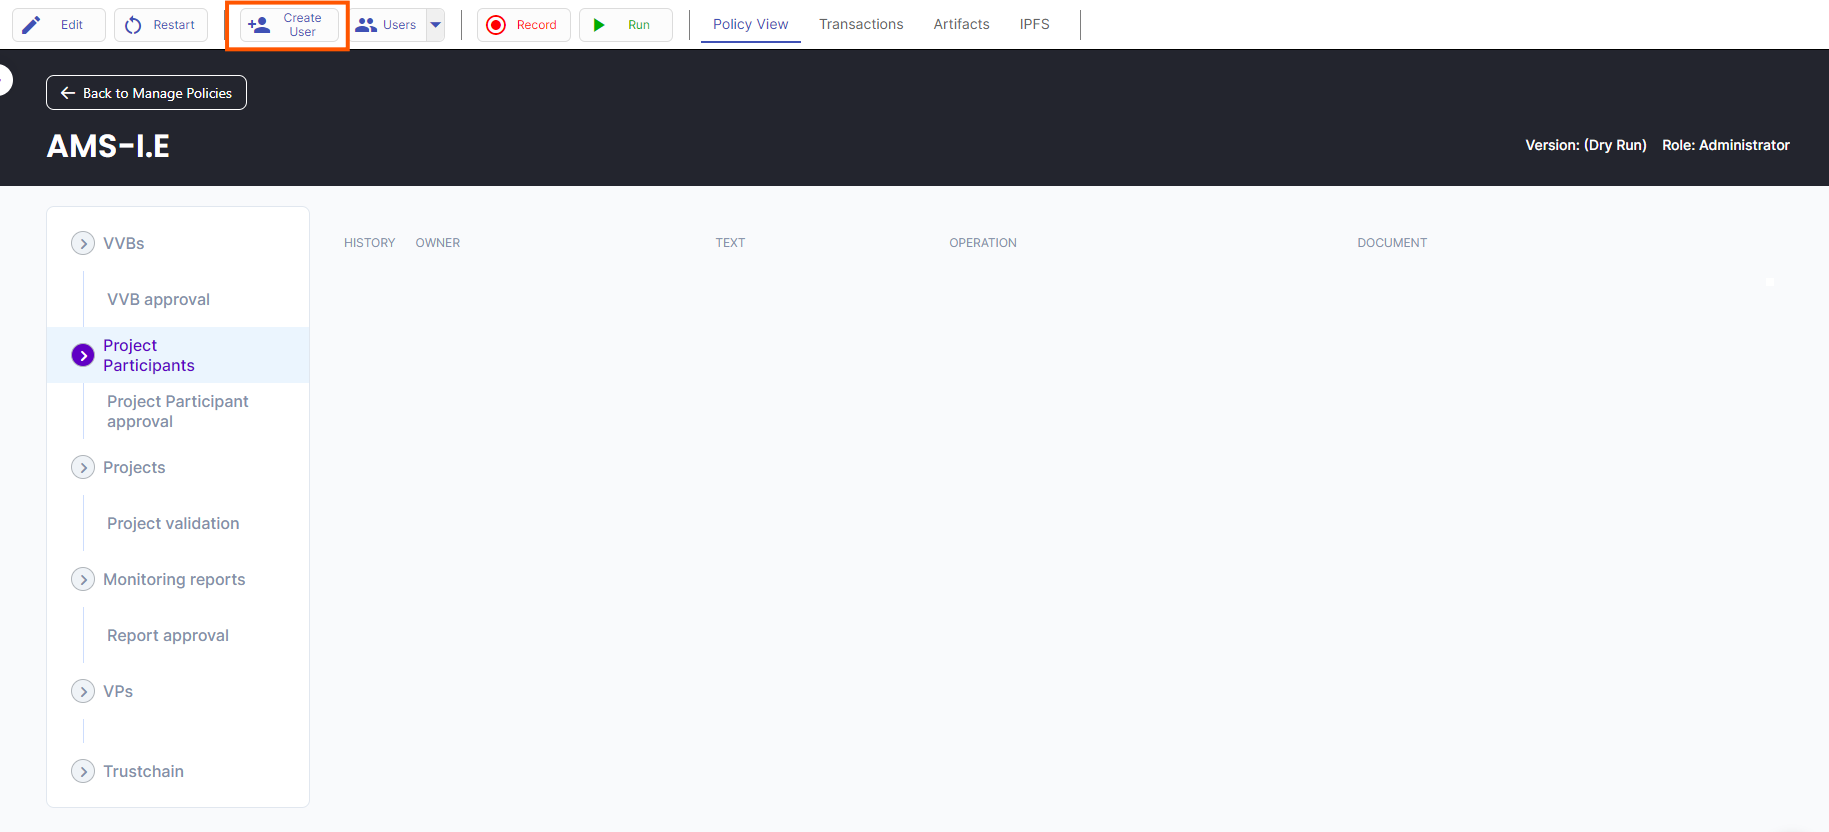 Edit
Restart
Create
User
Users
Record
Run
Policy View
Transactions
Artifacts
IPFS
Back to Manage Policies
AMS-I.E
Version: (Dry Run) Role: Administrator
VVBs
VVB approval
Project
Participants
Project Participant
approval
Projects
Project validation
Monitoring reports
Report approval
VPs
Trustchain
HISTORY OWNER TEXT OPERATION DOCUMENT